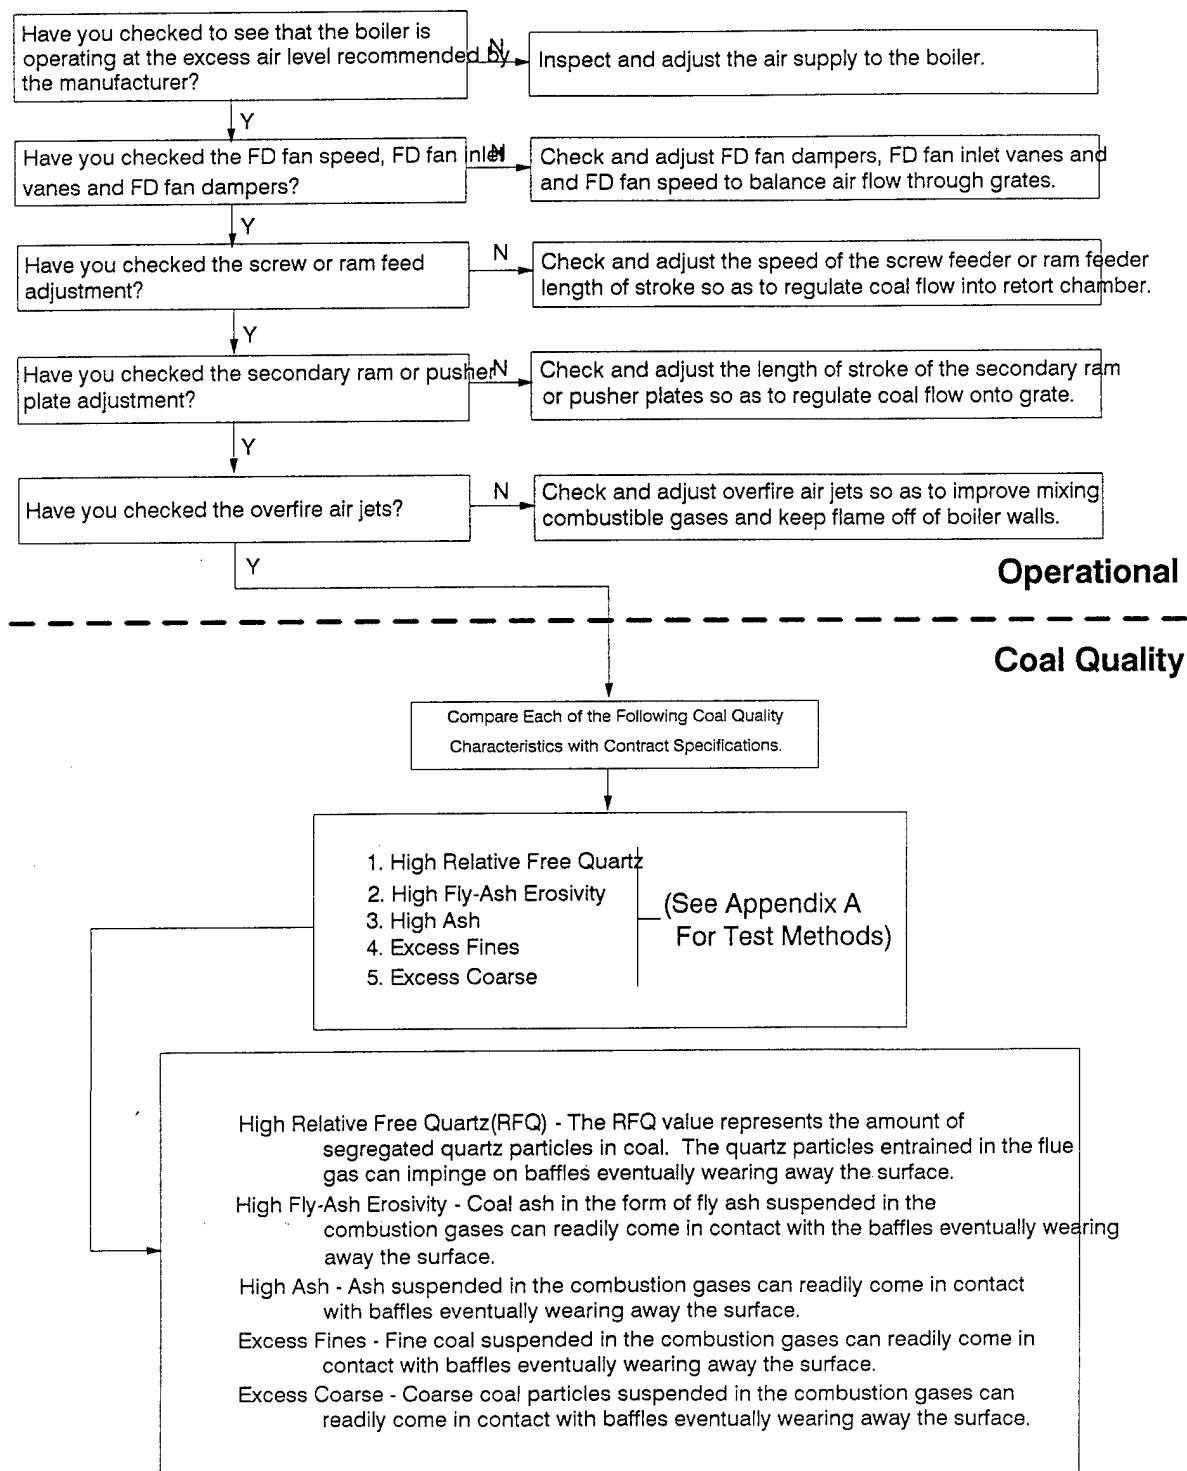 Have you checked to see that the boiler is
operating at the excess air level recommended by
the manufacturer?
N
Inspect and adjust the air supply to the boiler.
Y
Have you checked the FD fan speed, FD fan inlet
vanes and FD fan dampers?
N
Check and adjust FD fan dampers, FD fan inlet vanes and
and FD fan speed to balance air flow through grates.
Y
Have you checked the screw or ram feed
adjustment?
N
Check and adjust the speed of the screw feeder or ram feeder
length of stroke so as to regulate coal flow into retort chamber.
Y
Have you checked the secondary ram or pusher
plate adjustment?
N
Check and adjust the length of stroke of the secondary ram
or pusher plates so as to regulate coal flow onto grate.
Y
Have you checked the overfire air jets?
N
Check and adjust overfire air jets so as to improve mixing
combustible gases and keep flame off of boiler walls.
Y
Operational
Coal Quality
Compare Each of the Following Coal Quality
Characteristics with Contract Specifications.
1. High Relative Free Quartz
2. High Fly-Ash Erosivity
3. High Ash
4. Excess Fines
5. Excess Coarse
(See Appendix A
For Test Methods)
High Relative Free Quartz(RFQ) - The RFQ value represents the amount of
segregated quartz particles in coal. The quartz particles entrained in the flue
gas can impinge on baffles eventually wearing away the surface.
High Fly-Ash Erosivity - Coal ash in the form of fly ash suspended in the
combustion gases can readily come in contact with the baffles eventually wearing
away the surface.
High Ash - Ash suspended in the combustion gases can readily come in contact
with baffles eventually wearing away the surface.
Excess Fines - Fine coal suspended in the combustion gases can readily come in
contact with baffles eventually wearing away the surface.
Excess Coarse - Coarse coal particles suspended in the combustion gases can
readily come in contact with baffles eventually wearing away the surface.